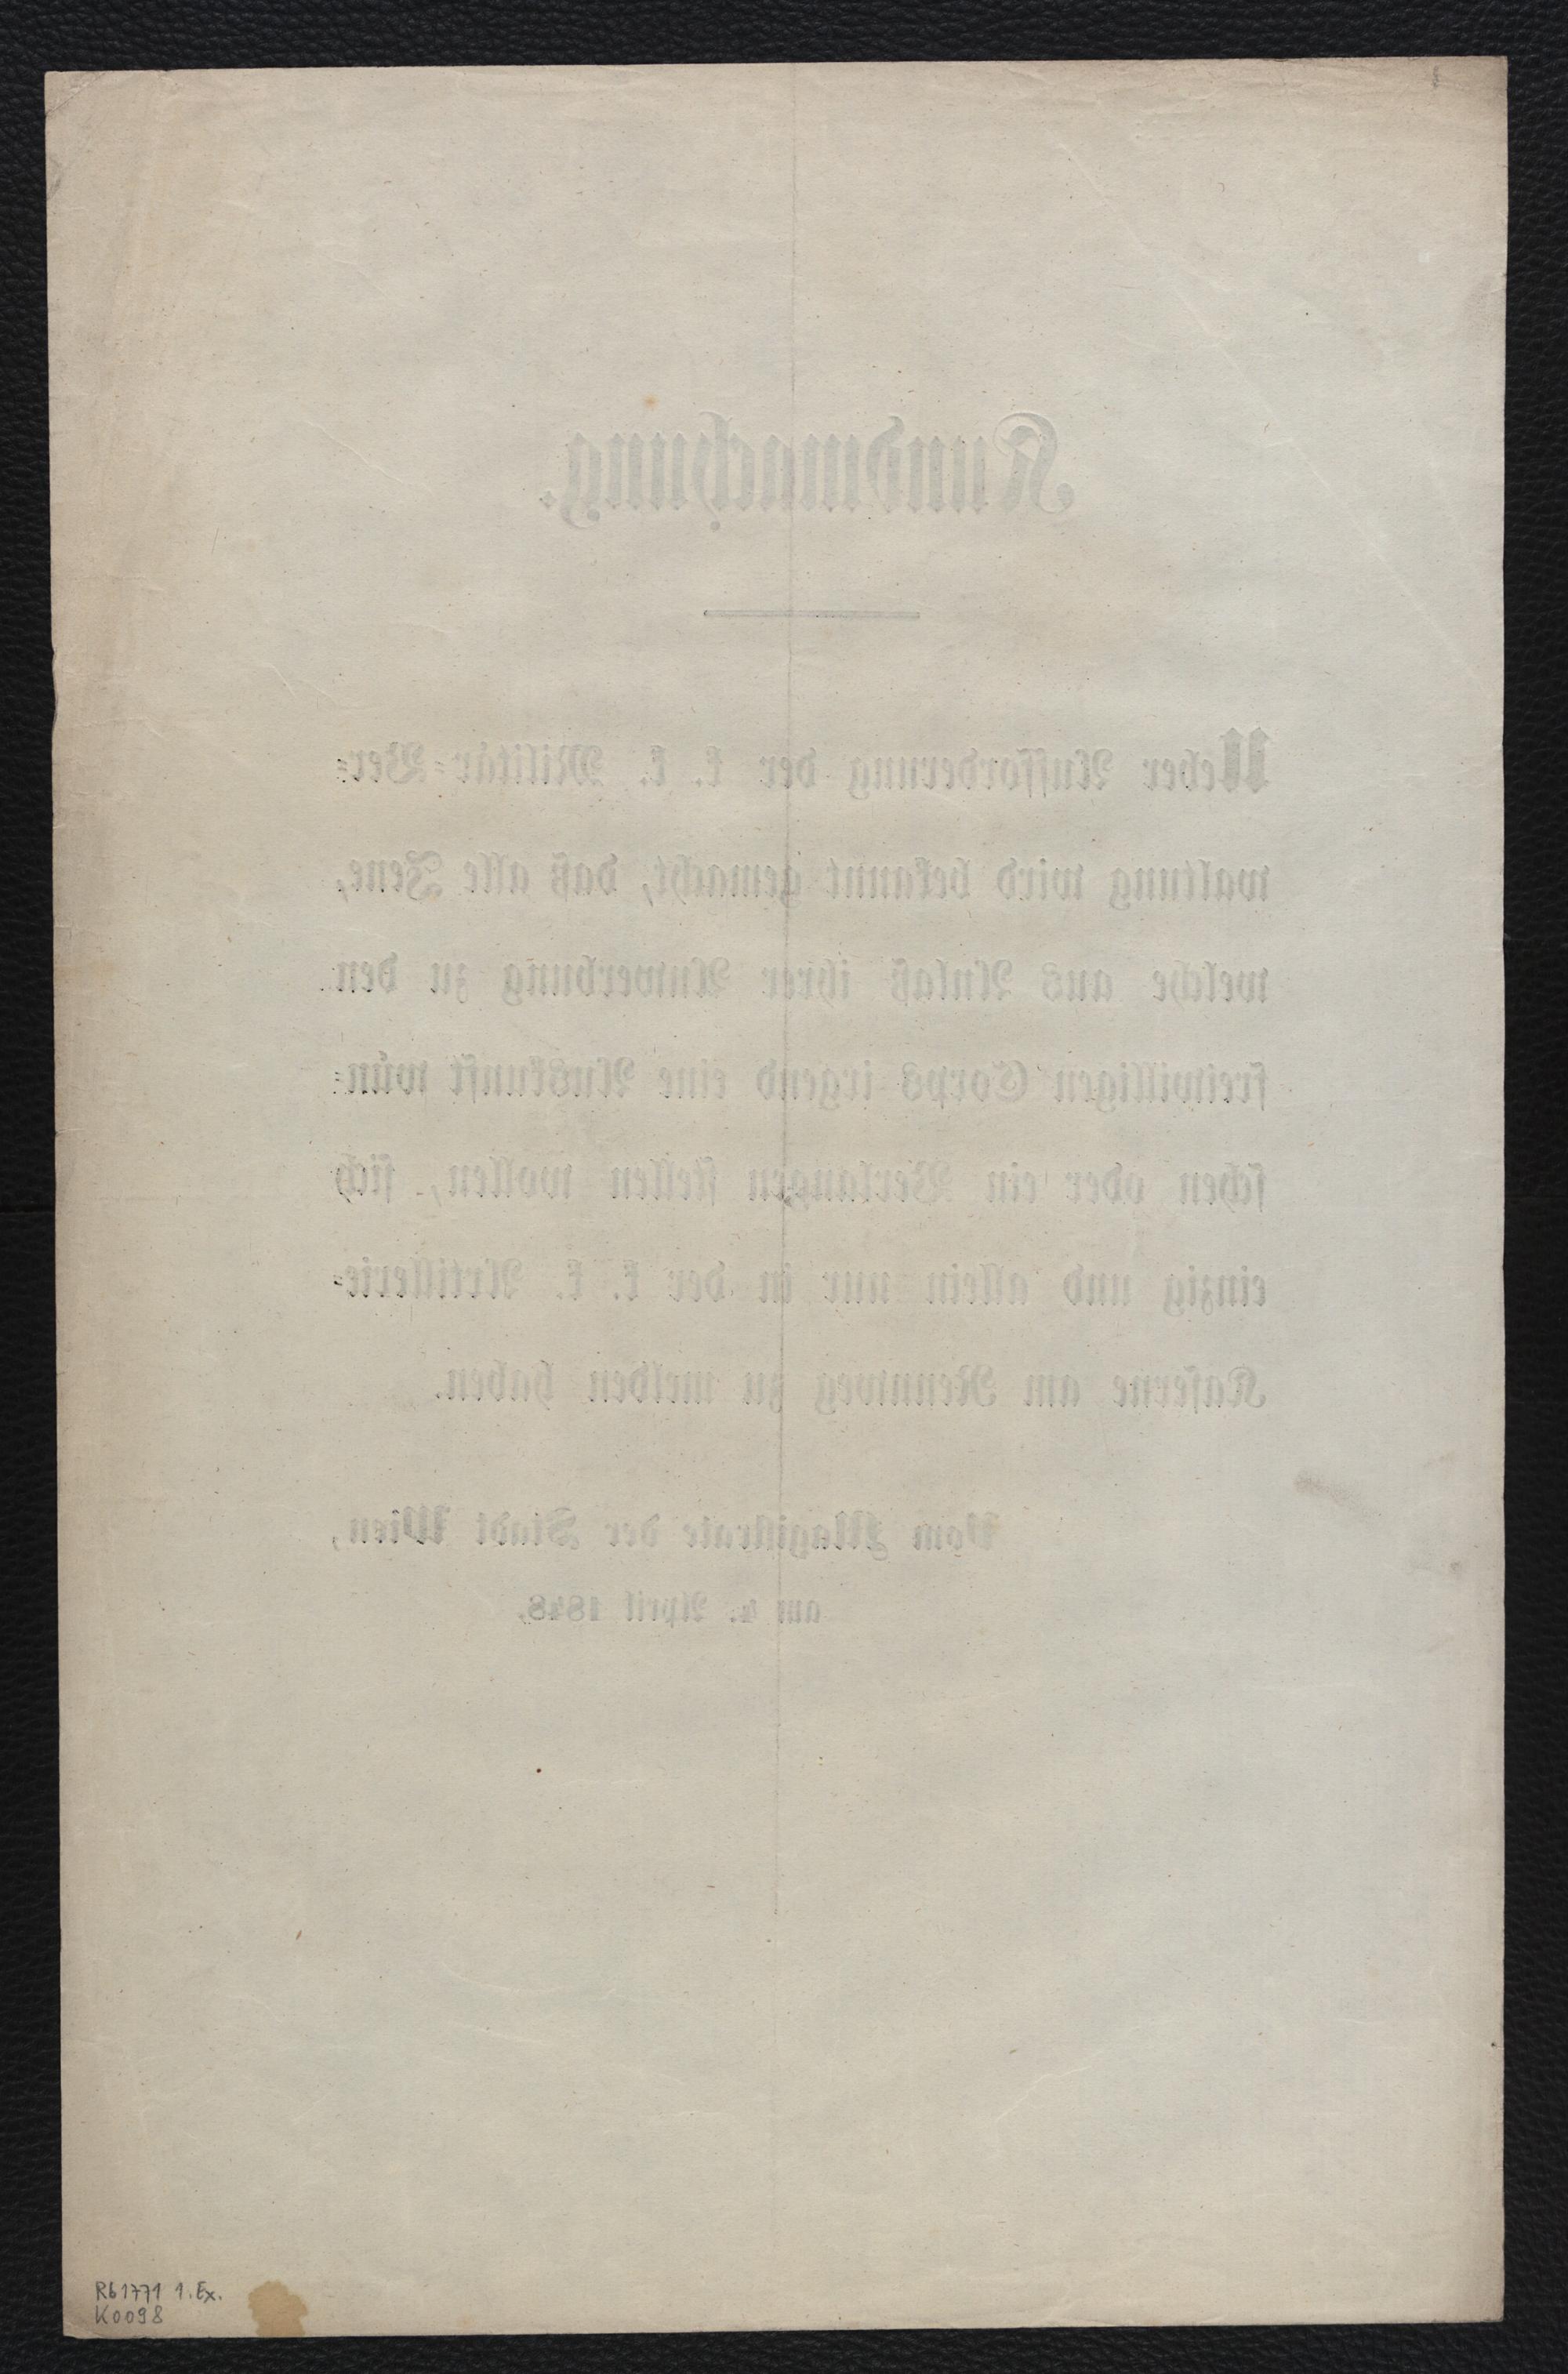 Kundmachung.
Ueber Aufforderung der k. k. Militär-Ver-
waltung wird bekannt gemacht, daß alle Jene,
welche aus Anlaß ihrer Anwerbung zu den
freiwilligen Corps irgend eine Auskunft wün-
schen oder ein Verlangen stellen wollen, sich
einzig und allein nur in der k. k. Artillerie-
Kaserne am Rennweg zu melden haben.
Vom Magistrate der Stadt Wien,
am 4. April 1848.
Rb1771 1. Ex.
K0098